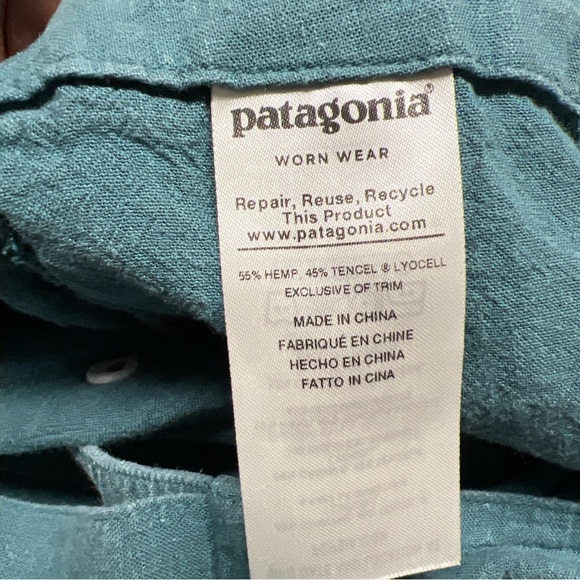 patagonia®
WORN WEAR
Repair, Reuse, Recycle
This Product
www.patagonia.com
55% HEMP, 45% TENCEL ® LYOCELL
EXCLUSIVE OF TRIM
MADE IN CHINA
FABRIQUÉ EN CHINE
HECHO EN CHINA
FATTO IN CINA